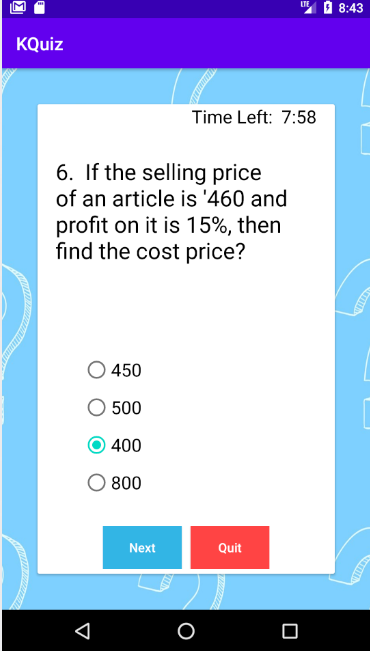 LTE 8:43
KQuiz
Time Left: 7:58
6. If the selling price
of an article is '460 and
profit on it is 15%, then
find the cost price?
450
500
400
800
Next Quit